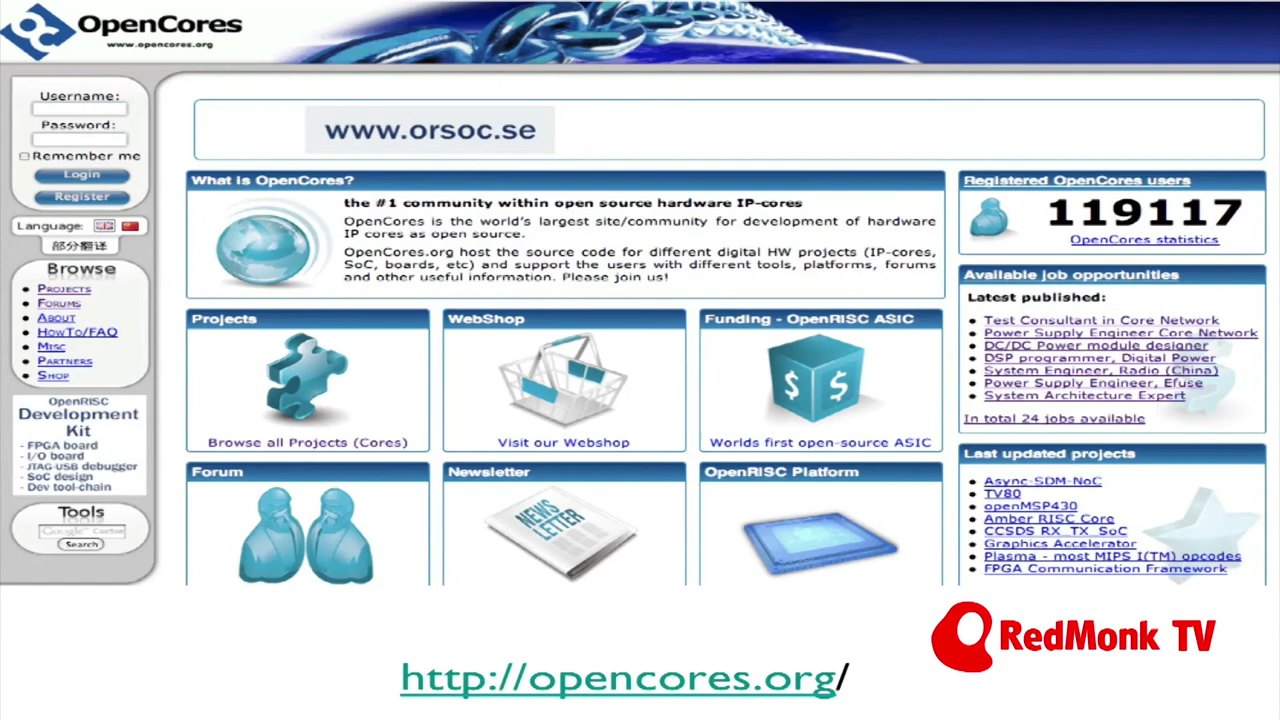 OpenCores
www.opencores.org
Username:
Password:
Remember me
Login
Register
Language:
部分翻译
Browse
PROJECTS
FORUMS
ABOUT
HOWTO/FAQ
MISC
PARTNERS
SHOP
OpenRISC
Development
Kit
- FPGA board
- I/O board
- JTAG-USB debugger
- SoC design
- Dev tool-chain
Tools
Search
www.orsoc.se
What is OpenCores?
the #1 community within open source hardware IP-cores
OpenCores is the world's largest site/community for development of hardware
IP cores as open source.
OpenCores.org host the source code for different digital HW projects (IP-cores,
SoC, boards, etc) and support the users with different tools, platforms, forums
and other useful information. Please join us!
Projects
Browse all Projects (Cores)
WebShop
Visit our Webshop
Funding - OpenRISC ASIC
$ $
Worlds first open-source ASIC
Forum
Newsletter
NEWS
LETTER
OpenRISC Platform
Registered OpenCores users
119117
OpenCores statistics
Available job opportunities
Latest published:
Test Consultant in Core Network
Power Supply Engineer Core Network
DC/DC Power module designer
DSP programmer, Digital Power
System Engineer, Radio (China)
Power Supply Engineer, Efuse
System Architecture Expert
In total 24 jobs available
Last updated projects
Async-SDM-NoC
TV80
openMSP430
Amber RISC Core
CCSDS RX_TX_SoC
Graphics Accelerator
Plasma - most MIPS I(TM) opcodes
FPGA Communication Framework
RedMonk TV
http://opencores.org/